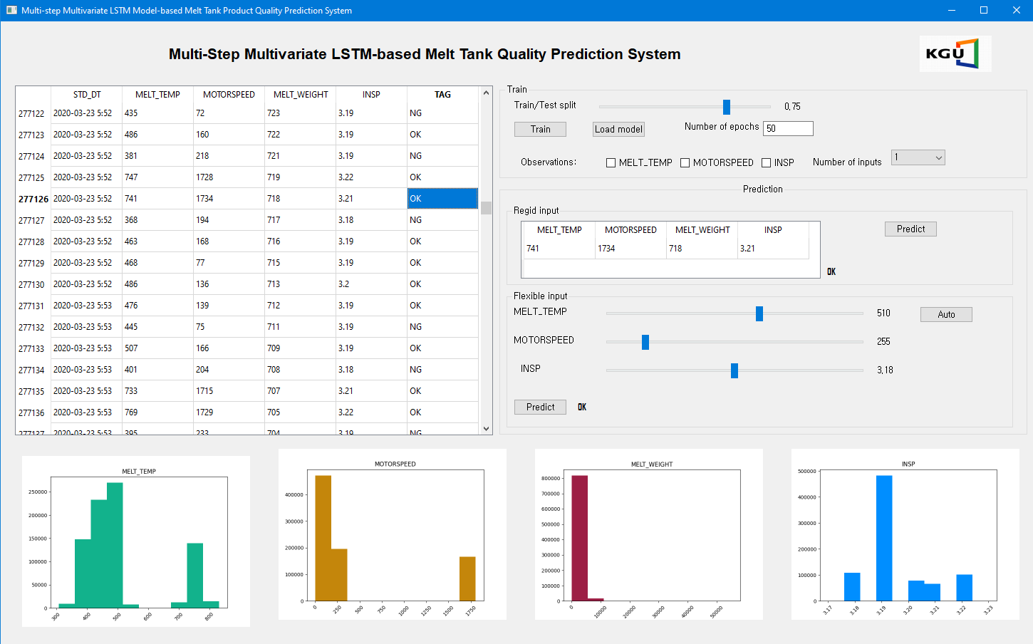 Multi-step Multivariate LSTM Model-based Melt Tank Product Quality Prediction System
Multi-Step Multivariate LSTM-based Melt Tank Quality Prediction System
KGU
STD_DT MELT_TEMP MOTORSPEED MELT_WEIGHT INSP TAG
277122 2020-03-23 5:52 435 72 723 3.19 NG
277123 2020-03-23 5:52 486 160 722 3.19 OK
277124 2020-03-23 5:52 381 218 721 3.19 NG
277125 2020-03-23 5:52 747 1728 719 3.22 OK
277126 2020-03-23 5:52 741 1734 718 3.21 OK
277127 2020-03-23 5:52 368 194 717 3.18 NG
277128 2020-03-23 5:52 463 168 716 3.19 OK
277129 2020-03-23 5:52 468 77 715 3.19 OK
277130 2020-03-23 5:52 486 136 713 3.2 OK
277131 2020-03-23 5:53 476 139 712 3.19 OK
277132 2020-03-23 5:53 445 75 711 3.19 NG
277133 2020-03-23 5:53 507 166 709 3.19 OK
277134 2020-03-23 5:53 401 204 708 3.18 NG
277135 2020-03-23 5:53 733 1715 707 3.21 OK
277136 2020-03-23 5:53 769 1729 705 3.22 OK
277137 2020-03-23 5:53 395 233 704 3.19 NG
Train
Train/Test split 0.75
Train Load model Number of epochs 50
Observations: MELT_TEMP MOTORSPEED INSP Number of inputs 1
Prediction
Regid input
MELT_TEMP MOTORSPEED MELT_WEIGHT INSP
741 1734 718 3.21
Predict
OK
Flexible input
MELT_TEMP 510 Auto
MOTORSPEED 255
INSP 3.18
Predict OK
MELT_TEMP
250000
200000
150000
100000
50000
0
300 400 500 600 700 800
MOTORSPEED
400000
300000
200000
100000
0
0 250 500 750 1000 1250 1500 1750
MELT_WEIGHT
800000
700000
600000
500000
400000
300000
200000
100000
0
0 10000 20000 30000 40000 50000
INSP
500000
400000
300000
200000
100000
0
3.17 3.18 3.19 3.20 3.21 3.22 3.23